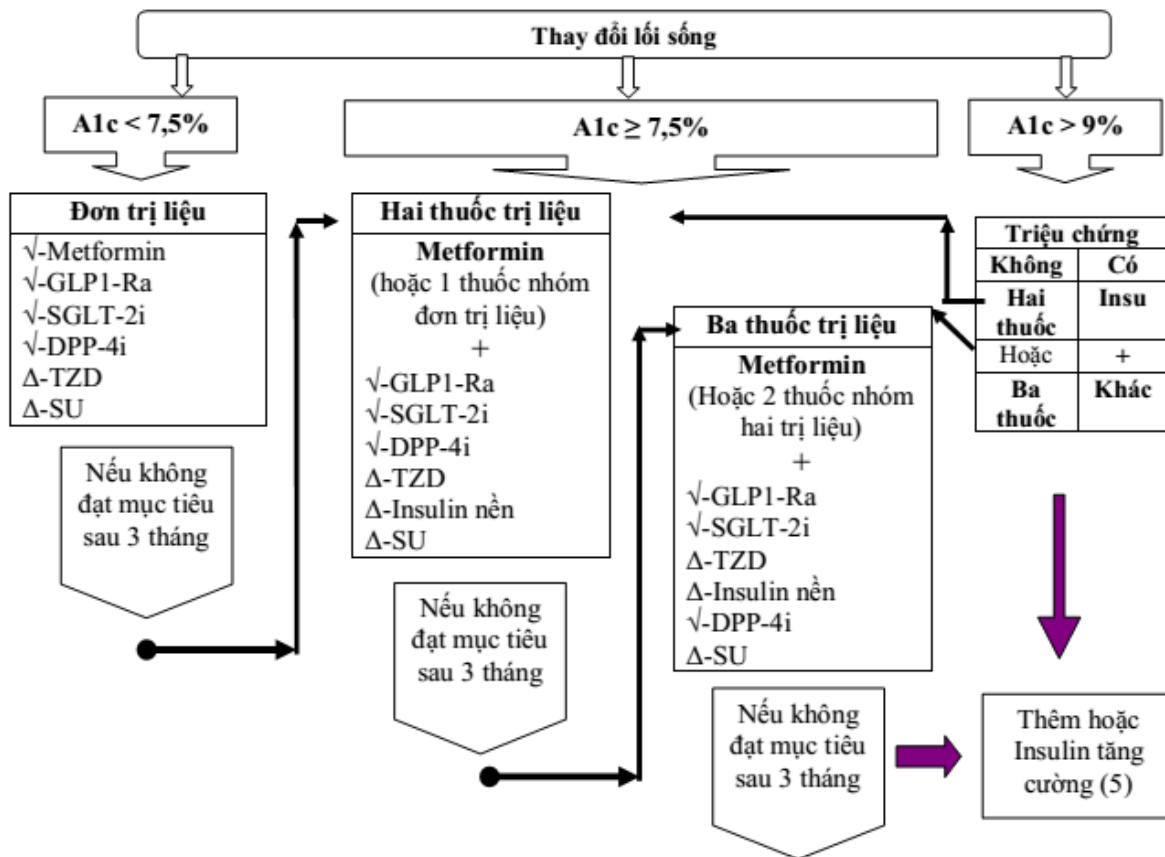 Thay đổi lối sống
A1c < 7,5%
A1c ≥ 7,5%
A1c > 9%
Đơn trị liệu
√-Metformin
√-GLP1-Ra
√-SGLT-2i
√-DPP-4i
Δ-TZD
Δ-SU
Nếu không
đạt mục tiêu
sau 3 tháng
Hai thuốc trị liệu
Metformin
(hoặc 1 thuốc nhóm
đơn trị liệu)
+
√-GLP1-Ra
√-SGLT-2i
√-DPP-4i
Δ-TZD
Δ-Insulin nền
Δ-SU
Nếu không
đạt mục tiêu
sau 3 tháng
Ba thuốc trị liệu
Metformin
(Hoặc 2 thuốc nhóm
hai trị liệu)
+
√-GLP1-Ra
√-SGLT-2i
Δ-TZD
Δ-Insulin nền
√-DPP-4i
Δ-SU
Nếu không
đạt mục tiêu
sau 3 tháng
Triệu chứng
Không Có
Hai Insu
thuốc
Hoặc +
Ba Khác
thuốc
Thêm hoặc
Insulin tăng
cường (5)